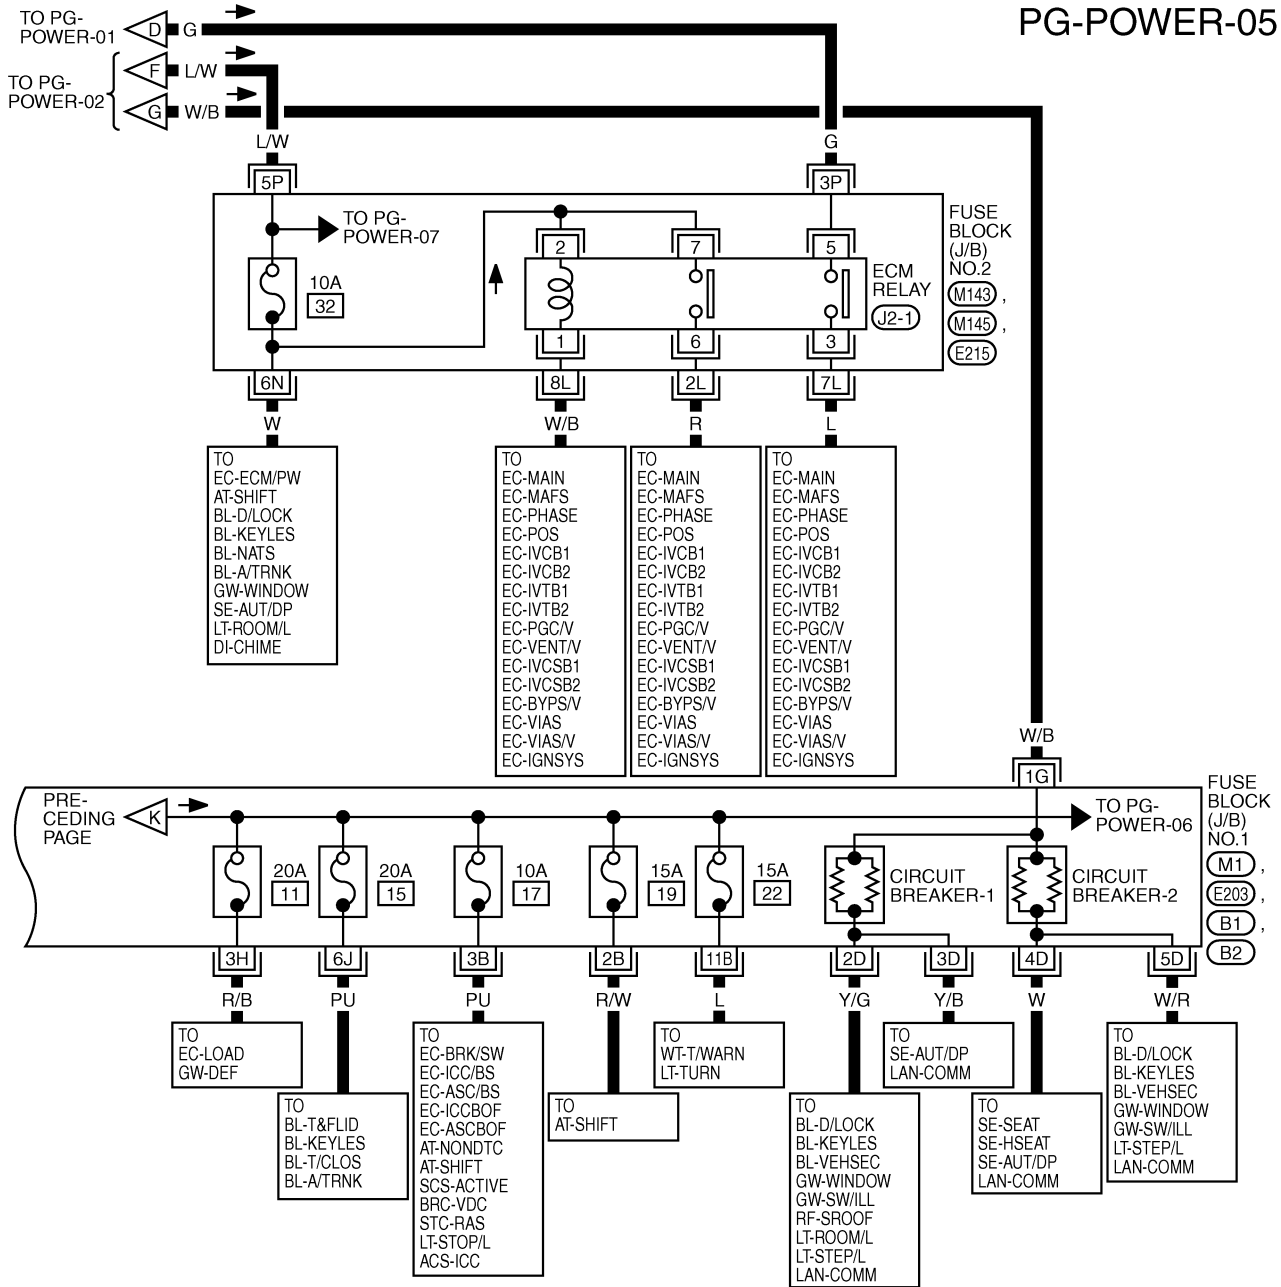 PG-POWER-05
TO PG-
POWER-01
D
G
TO PG-
POWER-02
F
L/W
G
W/B
L/W
G
5P
3P
TO PG-
POWER-07
10A
32
2
7
5
1
6
3
ECM
RELAY
J2-1
FUSE
BLOCK
(J/B)
NO.2
M143 ,
M145 ,
E215
6N
8L
2L
7L
W
W/B
R
L
TO
EC-ECM/PW
AT-SHIFT
BL-D/LOCK
BL-KEYLES
BL-NATS
BL-A/TRNK
GW-WINDOW
SE-AUT/DP
LT-ROOM/L
DI-CHIME
TO
EC-MAIN
EC-MAFS
EC-PHASE
EC-POS
EC-IVCB1
EC-IVCB2
EC-IVTB1
EC-IVTB2
EC-PGC/V
EC-VENT/V
EC-IVCSB1
EC-IVCSB2
EC-BYPS/V
EC-VIAS
EC-VIAS/V
EC-IGNSYS
TO
EC-MAIN
EC-MAFS
EC-PHASE
EC-POS
EC-IVCB1
EC-IVCB2
EC-IVTB1
EC-IVTB2
EC-PGC/V
EC-VENT/V
EC-IVCSB1
EC-IVCSB2
EC-BYPS/V
EC-VIAS
EC-VIAS/V
EC-IGNSYS
TO
EC-MAIN
EC-MAFS
EC-PHASE
EC-POS
EC-IVCB1
EC-IVCB2
EC-IVTB1
EC-IVTB2
EC-PGC/V
EC-VENT/V
EC-IVCSB1
EC-IVCSB2
EC-BYPS/V
EC-VIAS
EC-VIAS/V
EC-IGNSYS
W/B
1G
PRE-
CEDING
PAGE
K
TO PG-
POWER-06
FUSE
BLOCK
(J/B)
NO.1
M1 ,
E203 ,
B1 ,
B2
20A
11
20A
15
10A
17
15A
19
15A
22
CIRCUIT
BREAKER-1
CIRCUIT
BREAKER-2
3H
6J
3B
2B
11B
2D
3D
4D
5D
R/B
PU
PU
R/W
L
Y/G
Y/B
W
W/R
TO
EC-LOAD
GW-DEF
TO
BL-T&FLID
BL-KEYLES
BL-T/CLOS
BL-A/TRNK
TO
EC-BRK/SW
EC-ICC/BS
EC-ASC/BS
EC-ICCBOF
EC-ASCBOF
AT-NONDTC
AT-SHIFT
SCS-ACTIVE
BRC-VDC
STC-RAS
LT-STOP/L
ACS-ICC
TO
AT-SHIFT
TO
WT-T/WARN
LT-TURN
TO
BL-D/LOCK
BL-KEYLES
BL-VEHSEC
GW-WINDOW
GW-SW/ILL
RF-SROOF
LT-ROOM/L
LT-STEP/L
LAN-COMM
TO
SE-AUT/DP
LAN-COMM
TO
SE-SEAT
SE-HSEAT
SE-AUT/DP
LAN-COMM
TO
BL-D/LOCK
BL-KEYLES
BL-VEHSEC
GW-WINDOW
GW-SW/ILL
LT-STEP/L
LAN-COMM